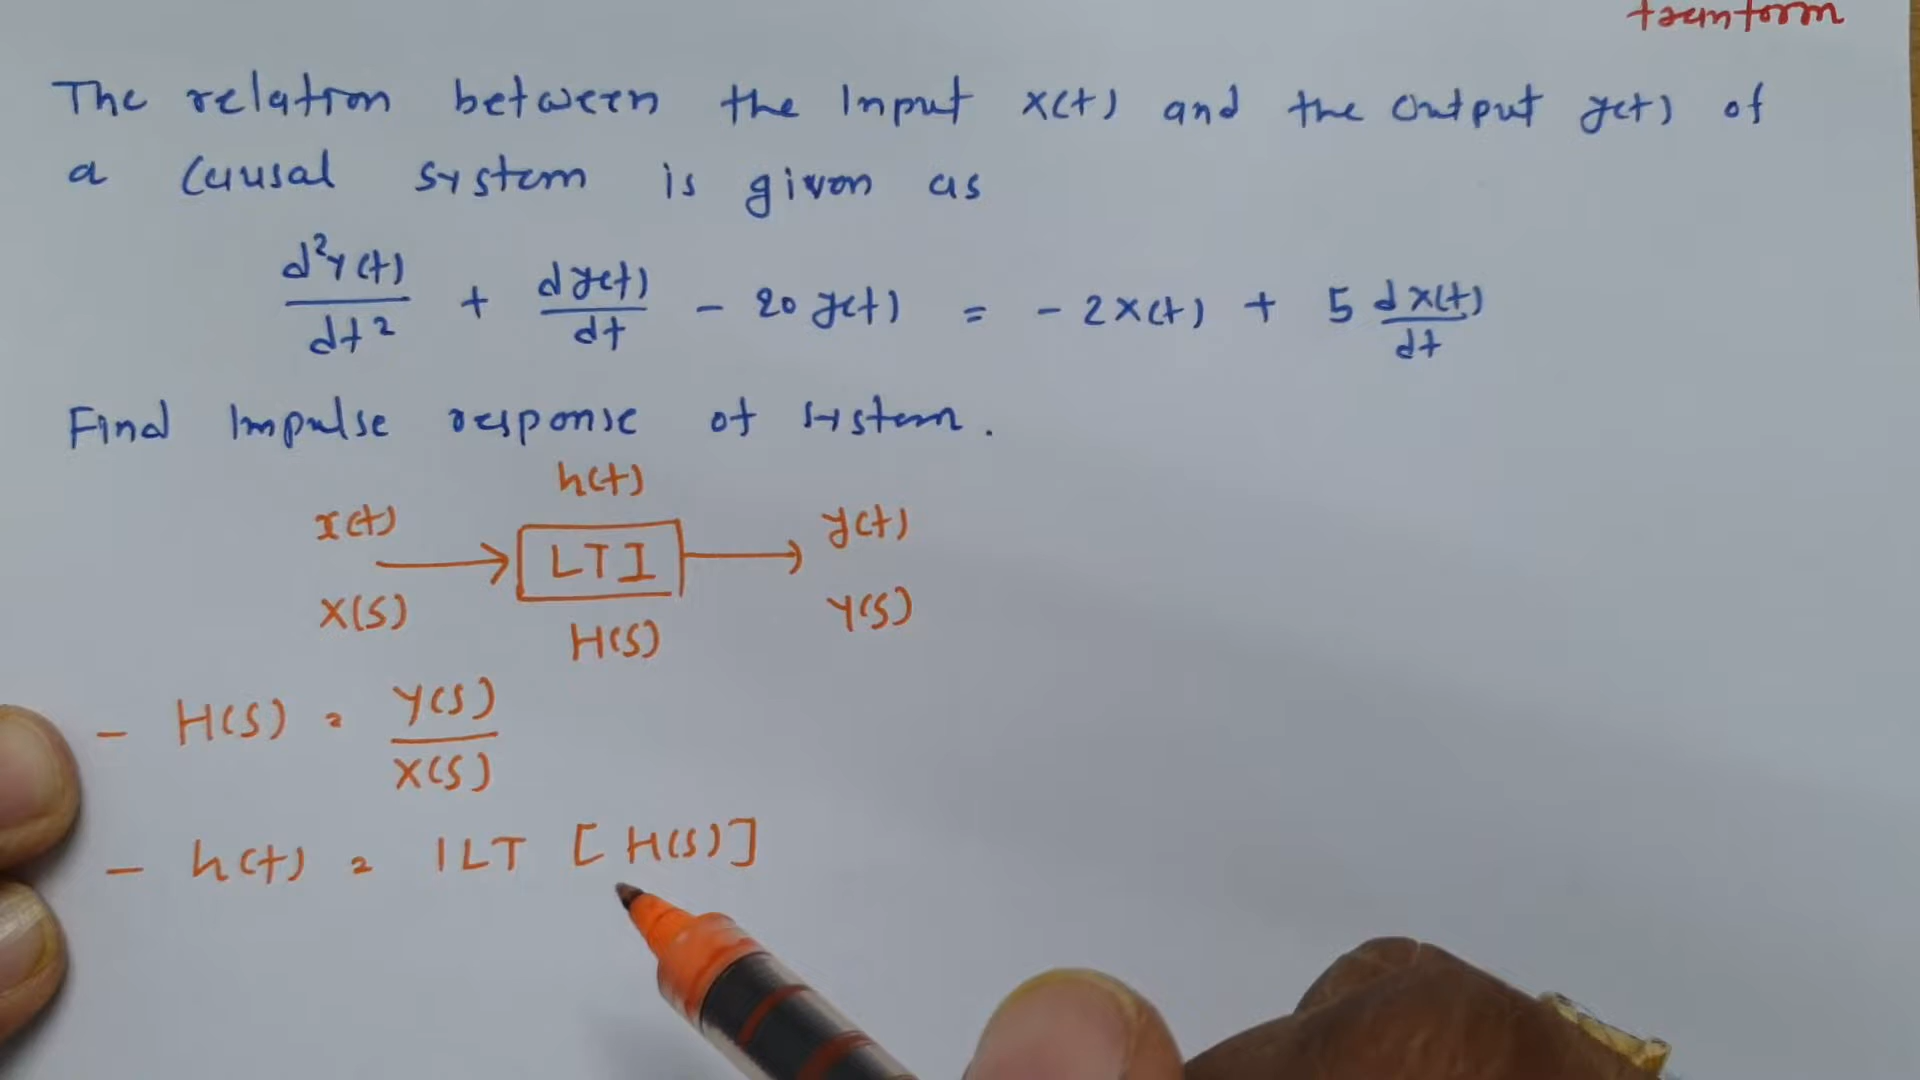 transform
The relation between the Input x(t) and the Output y(t) of
a Causal system is given as
d²y(t)/dt² + dy(t)/dt - 20 y(t) = - 2x(t) + 5 dx(t)/dt
Find Impulse response of system.
h(t)
x(t) → LTI → y(t)
X(S) H(S) Y(S)
- H(S) = Y(S)/X(S)
- h(t) = ILT [H(S)]